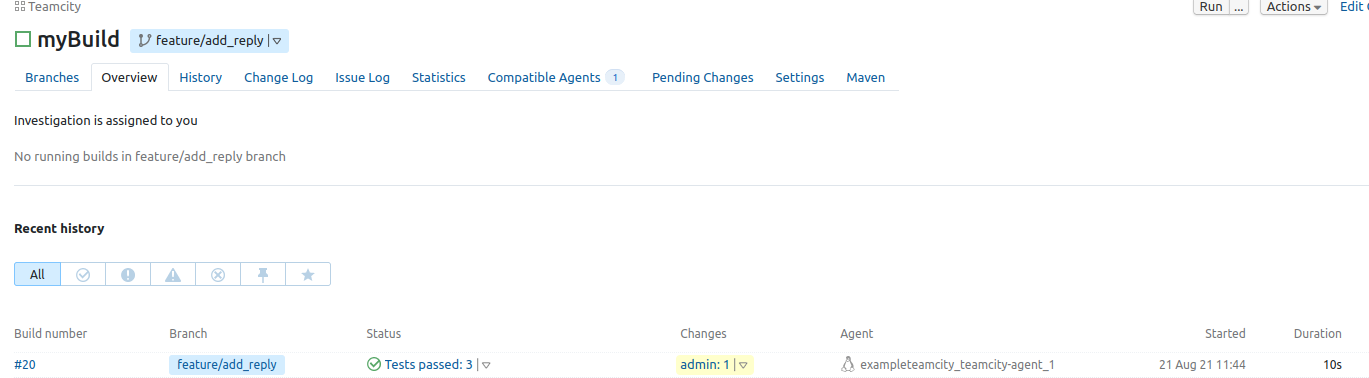 Teamcity Run ... Actions Edit
myBuild feature/add_reply
Branches Overview History Change Log Issue Log Statistics Compatible Agents 1 Pending Changes Settings Maven
Investigation is assigned to you
No running builds in feature/add_reply branch
Recent history
All
Build number Branch Status Changes Agent Started Duration
#20 feature/add_reply Tests passed: 3 admin: 1 exampleteamcity_teamcity-agent_1 21 Aug 21 11:44 10s